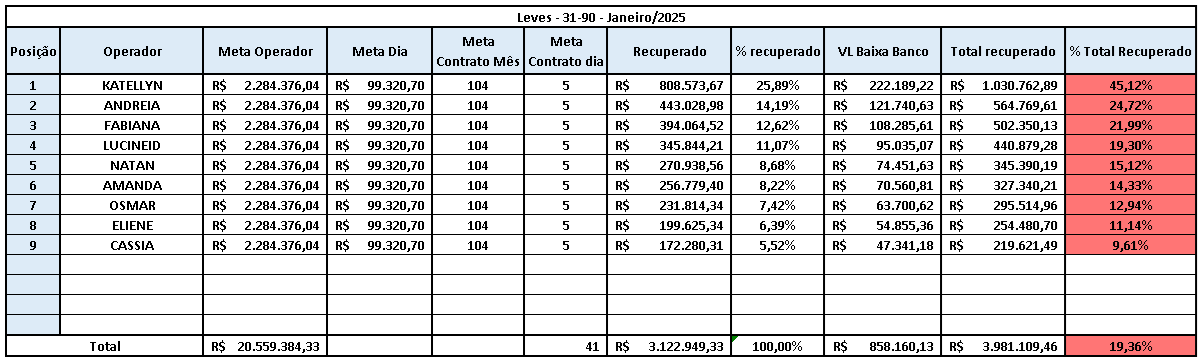 Leves - 31-90 - Janeiro/2025
Posição Operador Meta Operador Meta Dia Meta Contrato Mês Meta Contrato dia Recuperado % recuperado VL Baixa Banco Total recuperado % Total Recuperado
1 KATELLYN R$ 2.284.376,04 R$ 99.320,70 104 5 R$ 808.573,67 25,89% R$ 222.189,22 R$ 1.030.762,89 45,12%
2 ANDREIA R$ 2.284.376,04 R$ 99.320,70 104 5 R$ 443.028,98 14,19% R$ 121.740,63 R$ 564.769,61 24,72%
3 FABIANA R$ 2.284.376,04 R$ 99.320,70 104 5 R$ 394.064,52 12,62% R$ 108.285,61 R$ 502.350,13 21,99%
4 LUCINEID R$ 2.284.376,04 R$ 99.320,70 104 5 R$ 345.844,21 11,07% R$ 95.035,07 R$ 440.879,28 19,30%
5 NATAN R$ 2.284.376,04 R$ 99.320,70 104 5 R$ 270.938,56 8,68% R$ 74.451,63 R$ 345.390,19 15,12%
6 AMANDA R$ 2.284.376,04 R$ 99.320,70 104 5 R$ 256.779,40 8,22% R$ 70.560,81 R$ 327.340,21 14,33%
7 OSMAR R$ 2.284.376,04 R$ 99.320,70 104 5 R$ 231.814,34 7,42% R$ 63.700,62 R$ 295.514,96 12,94%
8 ELIENE R$ 2.284.376,04 R$ 99.320,70 104 5 R$ 199.625,34 6,39% R$ 54.855,36 R$ 254.480,70 11,14%
9 CASSIA R$ 2.284.376,04 R$ 99.320,70 104 5 R$ 172.280,31 5,52% R$ 47.341,18 R$ 219.621,49 9,61%
Total R$ 20.559.384,33 41 R$ 3.122.949,33 100,00% R$ 858.160,13 R$ 3.981.109,46 19,36%